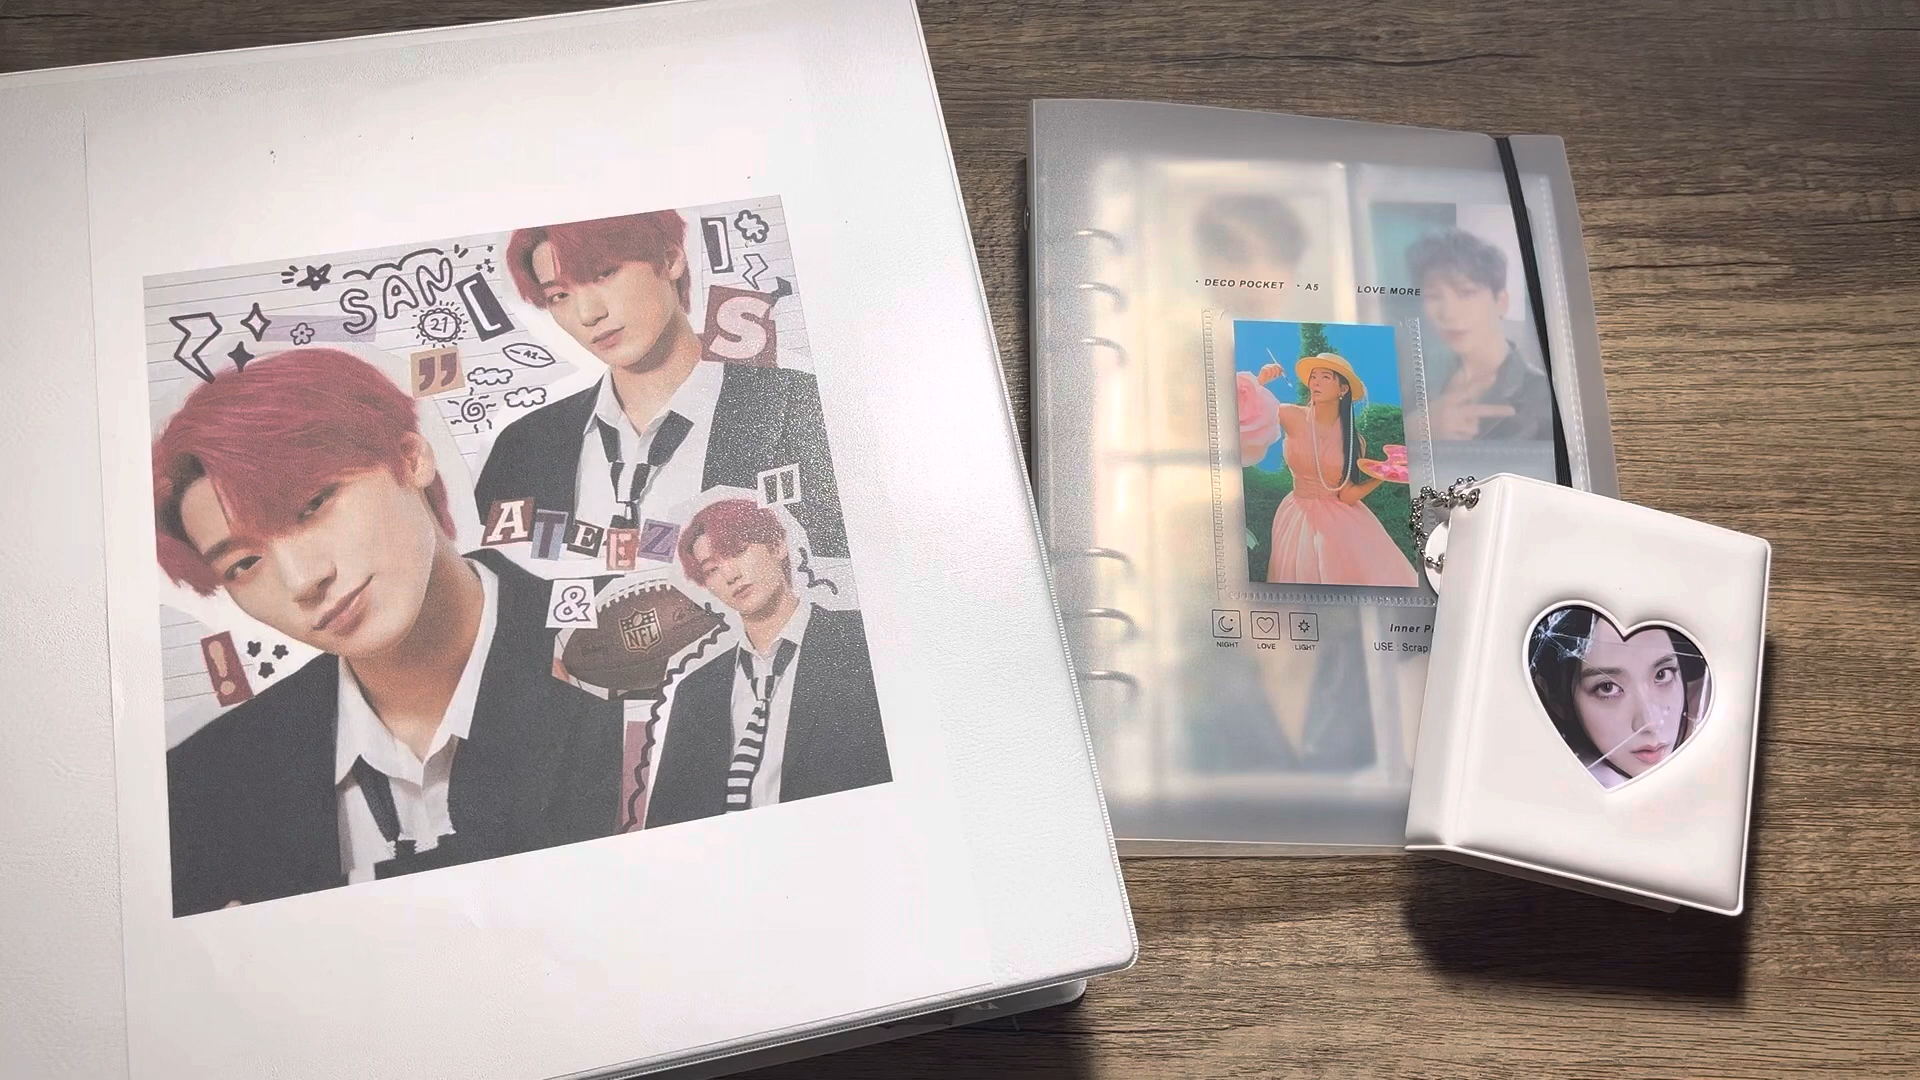 SAN
21
ATEEZ
&
NFL
S
!
• DECO POCKET • A5
LOVE MORE
NIGHT
LOVE
LIGHT
Inner
USE : Scrap